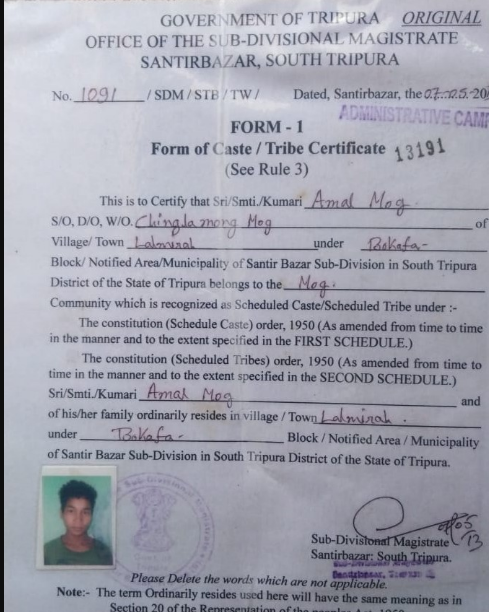 GOVERNMENT OF TRIPURA ORIGINAL
OFFICE OF THE SUB-DIVISIONAL MAGISTRATE
SANTIRBAZAR, SOUTH TRIPURA
No. 1091 / SDM / STB / TW / Dated, Santirbazar, the 07.05.20
ADMINISTRATIVE CAMP
FORM - 1
Form of Caste / Tribe Certificate 13191
(See Rule 3)
This is to Certify that Sri/Smti./Kumari Amal Mog
S/O, D/O, W/O. Chingla mong Mog of
Village/ Town under Bokafa-
Block/ Notified Area/Municipality of Santir Bazar Sub-Division in South Tripura
District of the State of Tripura belongs to the Mog.
Community which is recognized as Scheduled Caste/Scheduled Tribe under :-
The constitution (Schedule Caste) order, 1950 (As amended from time to time
in the manner and to the extent specified in the FIRST SCHEDULE.)
The constitution (Scheduled Tribes) order, 1950 (As amended from time to
time in the manner and to the extent specified in the SECOND SCHEDULE.)
Sri/Smti./Kumari Amal Mog and
of his/her family ordinarily resides in village / Town
under Bokafa- Block / Notified Area / Municipality
of Santir Bazar Sub-Division in South Tripura District of the State of Tripura.
Sub-Divisional Magistrate
Santirbazar: South Tripura.
Please Delete the words which are not applicable.
Note:- The term Ordinarily resides used here will have the same meaning as in
Section 20 of the Representation of the